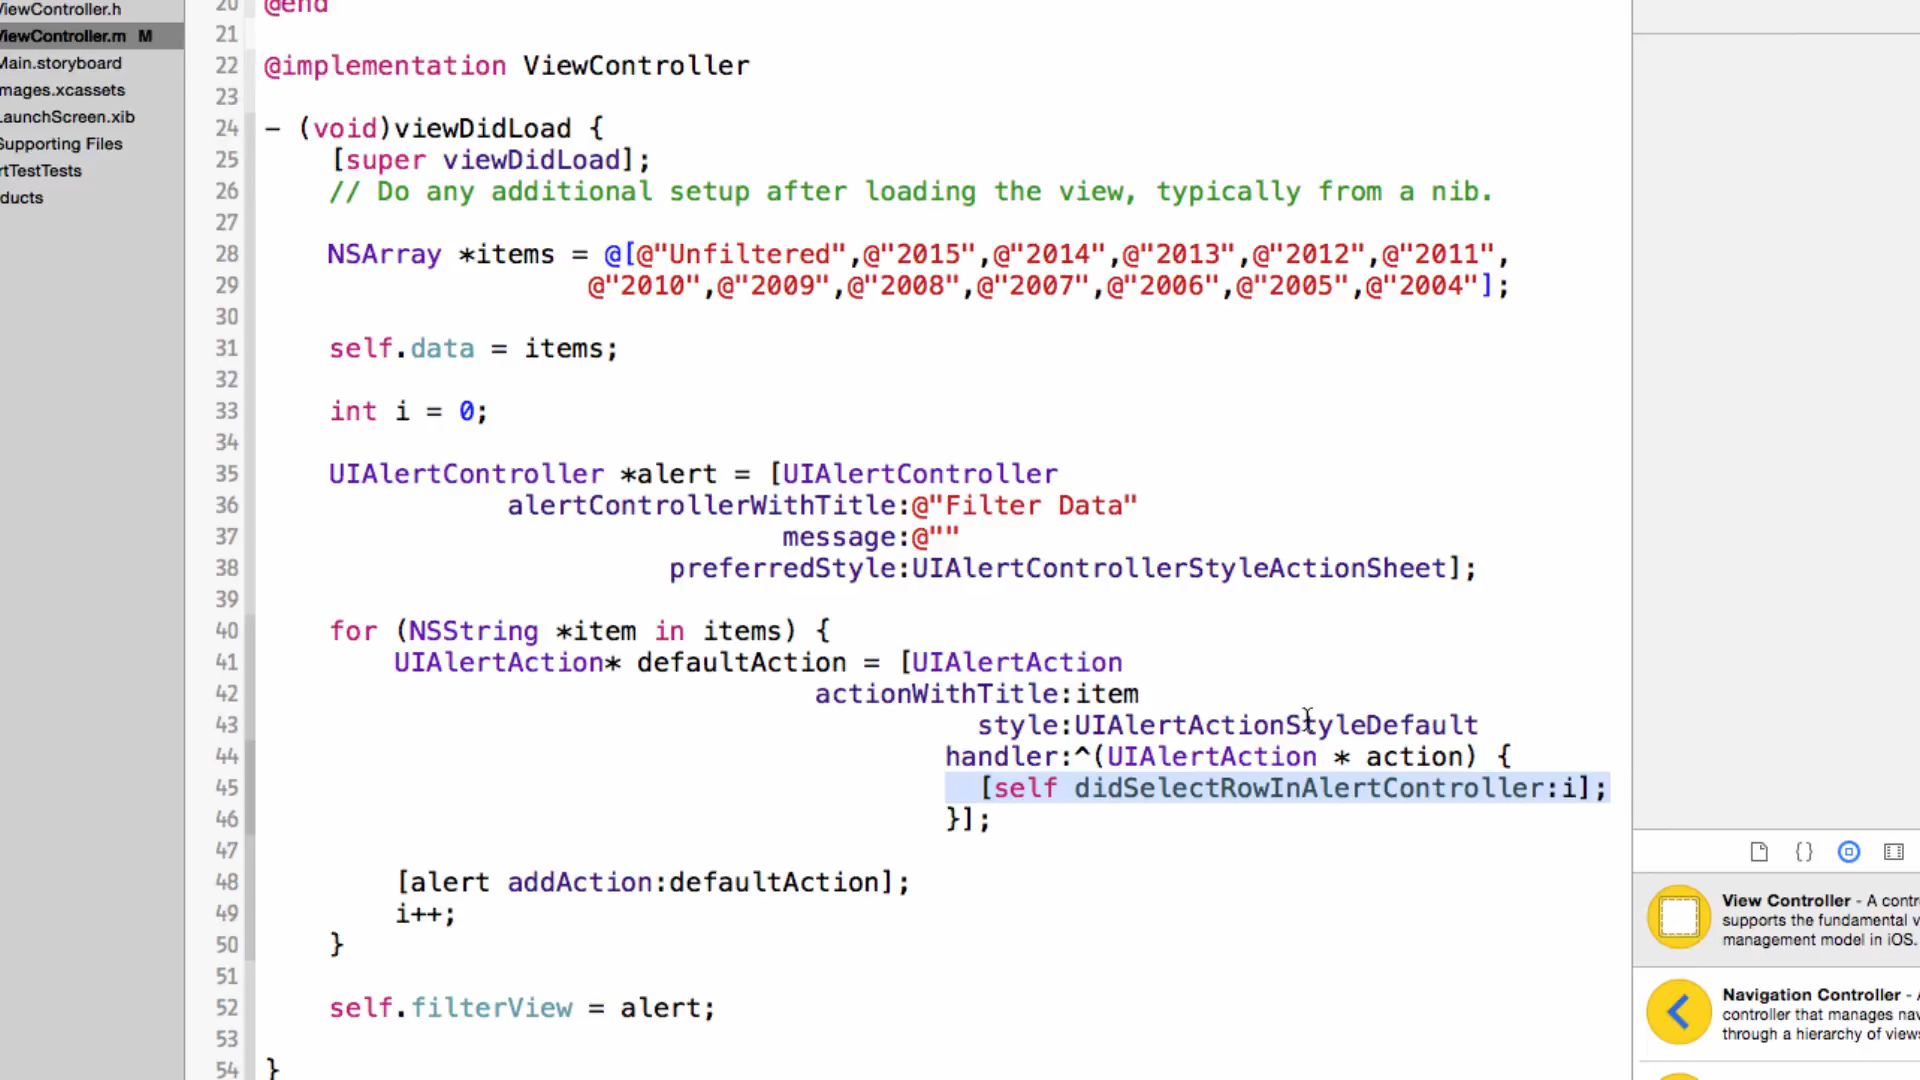 ViewController.h
ViewController.m M
Main.storyboard
mages.xcassets
LaunchScreen.xib
Supporting Files
rtTestTests
ducts
20 @end
21
22 @implementation ViewController
23
24 - (void)viewDidLoad {
25 [super viewDidLoad];
26 // Do any additional setup after loading the view, typically from a nib.
27
28 NSArray *items = @[@"Unfiltered",@"2015",@"2014",@"2013",@"2012",@"2011",
29 @"2010",@"2009",@"2008",@"2007",@"2006",@"2005",@"2004"];
30
31 self.data = items;
32
33 int i = 0;
34
35 UIAlertController *alert = [UIAlertController
36 alertControllerWithTitle:@"Filter Data"
37 message:@""
38 preferredStyle:UIAlertControllerStyleActionSheet];
39
40 for (NSString *item in items) {
41 UIAlertAction* defaultAction = [UIAlertAction
42 actionWithTitle:item
43 style:UIAlertActionStyleDefault
44 handler:^(UIAlertAction * action) {
45 [self didSelectRowInAlertController:i];
46 }];
47
48 [alert addAction:defaultAction];
49 i++;
50 }
51
52 self.filterView = alert;
53
54 }
{}
View Controller - A contr
supports the fundamental v
management model in iOS.
Navigation Controller - A
controller that manages nav
through a hierarchy of views